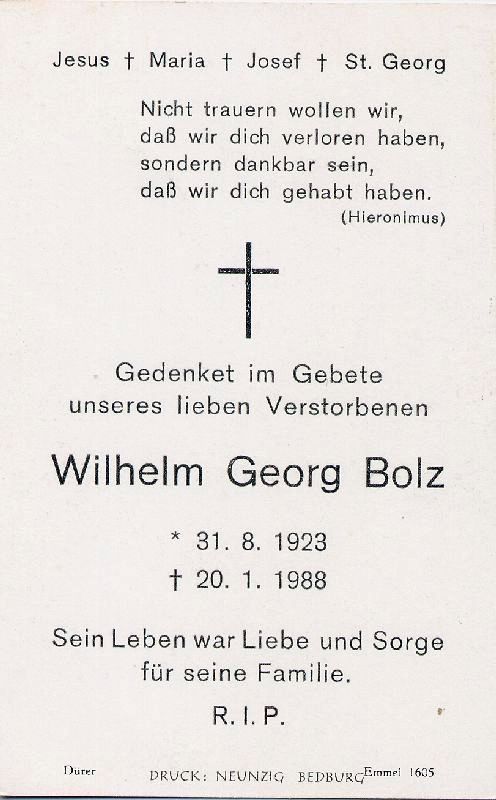 Jesus † Maria † Josef † St. Georg
Nicht trauern wollen wir,
daß wir dich verloren haben,
sondern dankbar sein,
daß wir dich gehabt haben.
(Hieronimus)
Gedenket im Gebete
unseres lieben Verstorbenen
Wilhelm Georg Bolz
* 31. 8. 1923
† 20. 1. 1988
Sein Leben war Liebe und Sorge
für seine Familie.
R. I. P.
Dürer DRUCK: NEUNZIG BEDBURG Emmel 1605